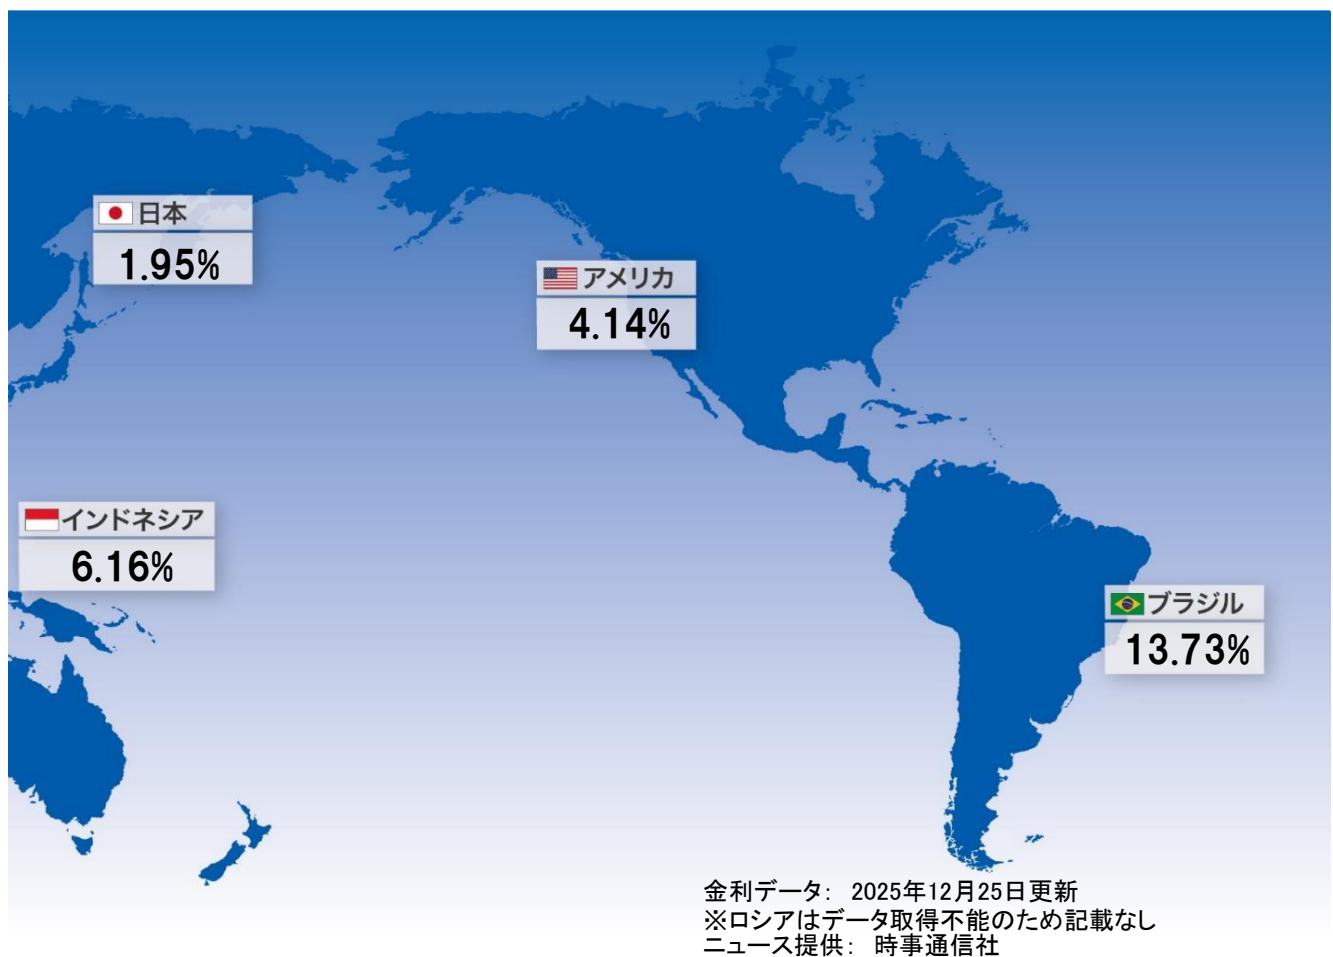 日本
1.95%
アメリカ
4.14%
インドネシア
6.16%
ブラジル
13.73%
金利データ: 2025年12月25日更新
※ロシアはデータ取得不能のため記載なし
ニュース提供: 時事通信社